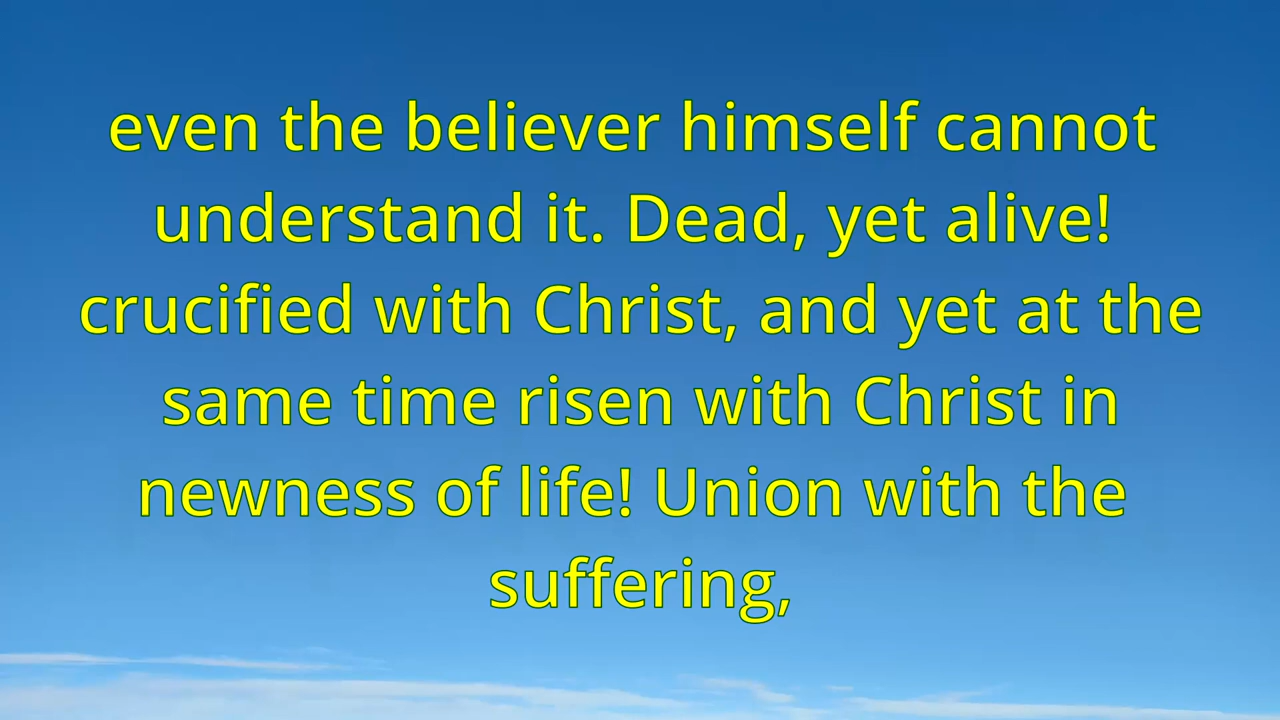 even the believer himself cannot
understand it. Dead, yet alive!
crucified with Christ, and yet at the
same time risen with Christ in
newness of life! Union with the
suffering,